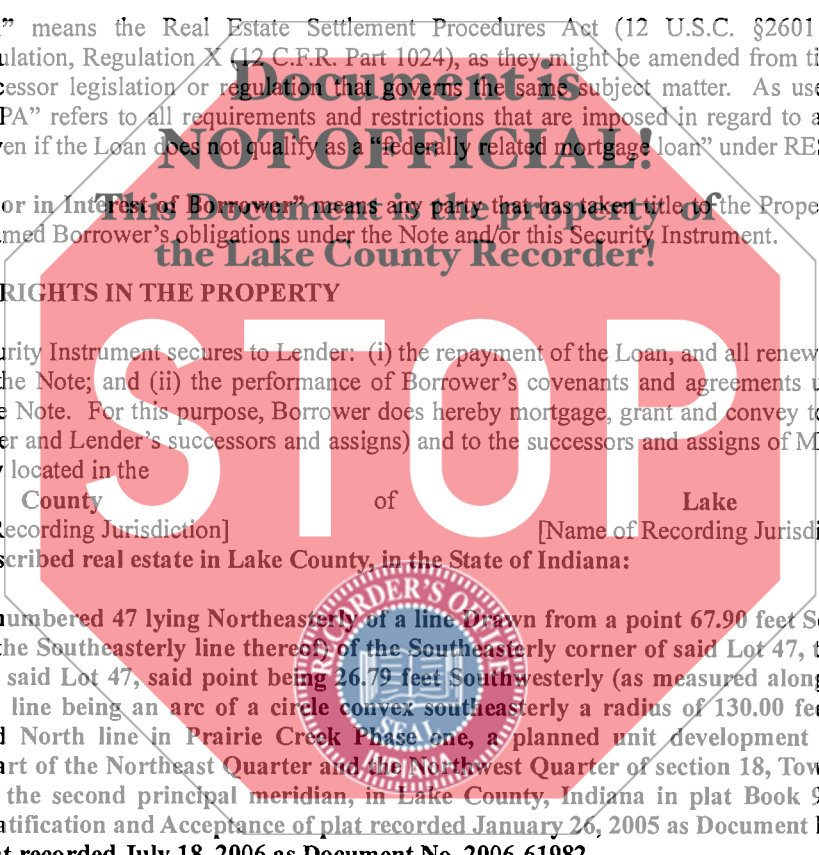 ” means the Real Estate Settlement Procedures Act (12 U.S.C. §2601
ulation, Regulation X (12 C.F.R. Part 1024), as they might be amended from ti
Document is
cessor legislation or regulation that governs the same subject matter. As use
PA” refers to all requirements and restrictions that are imposed in regard to a
NOT OFFICIAL!
en if the Loan does not qualify as a “federally related mortgage loan” under RES
This Document is the property of
or in Interest of Borrower” means any party that has taken title to the Prope
med Borrower’s obligations under the Note and/or this Security Instrument.
the Lake County Recorder!
RIGHTS IN THE PROPERTY
STOP
urity Instrument secures to Lender: (i) the repayment of the Loan, and all renew
the Note; and (ii) the performance of Borrower’s covenants and agreements u
e Note. For this purpose, Borrower does hereby mortgage, grant and convey to
er and Lender’s successors and assigns) and to the successors and assigns of M
y located in the
County of Lake
ecording Jurisdiction] [Name of Recording Jurisdi
scribed real estate in Lake County, in the State of Indiana:
RECORDER'S OFFICE
numbered 47 lying Northeasterly of a line Drawn from a point 67.90 feet So
the Southeasterly line thereof) of the Southeasterly corner of said Lot 47, t
said Lot 47, said point being 26.79 feet Southwesterly (as measured along
line being an arc of a circle convex southeasterly a radius of 130.00 fee
SEAL
d North line in Prairie Creek Phase one, a planned unit development
art of the Northeast Quarter and the Northwest Quarter of section 18, Tow
the second principal meridian, in Lake County, Indiana in plat Book 9
atification and Acceptance of plat recorded January 26, 2005 as Document
at recorded July 18, 2006 as Document No. 2006-61982